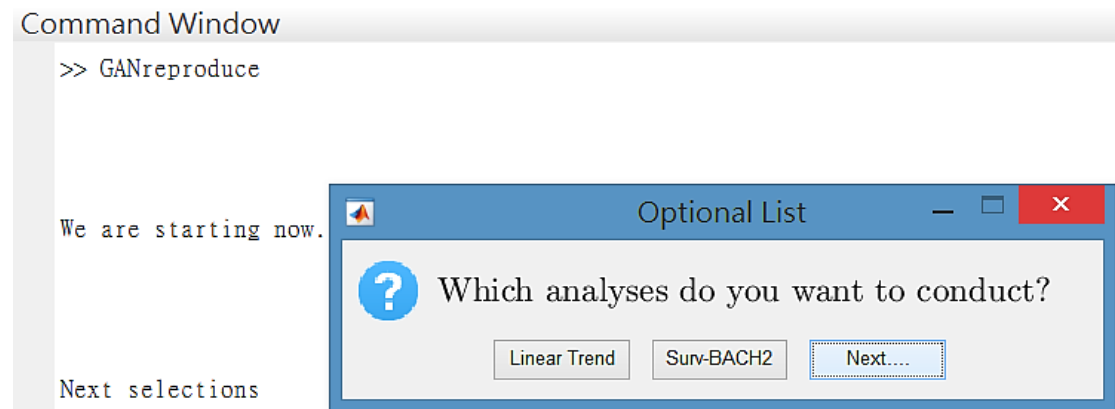 Command Window
>> GANreproduce
We are starting now.
Optional List
Which analyses do you want to conduct?
Linear Trend
Surv-BACH2
Next....
Next selections